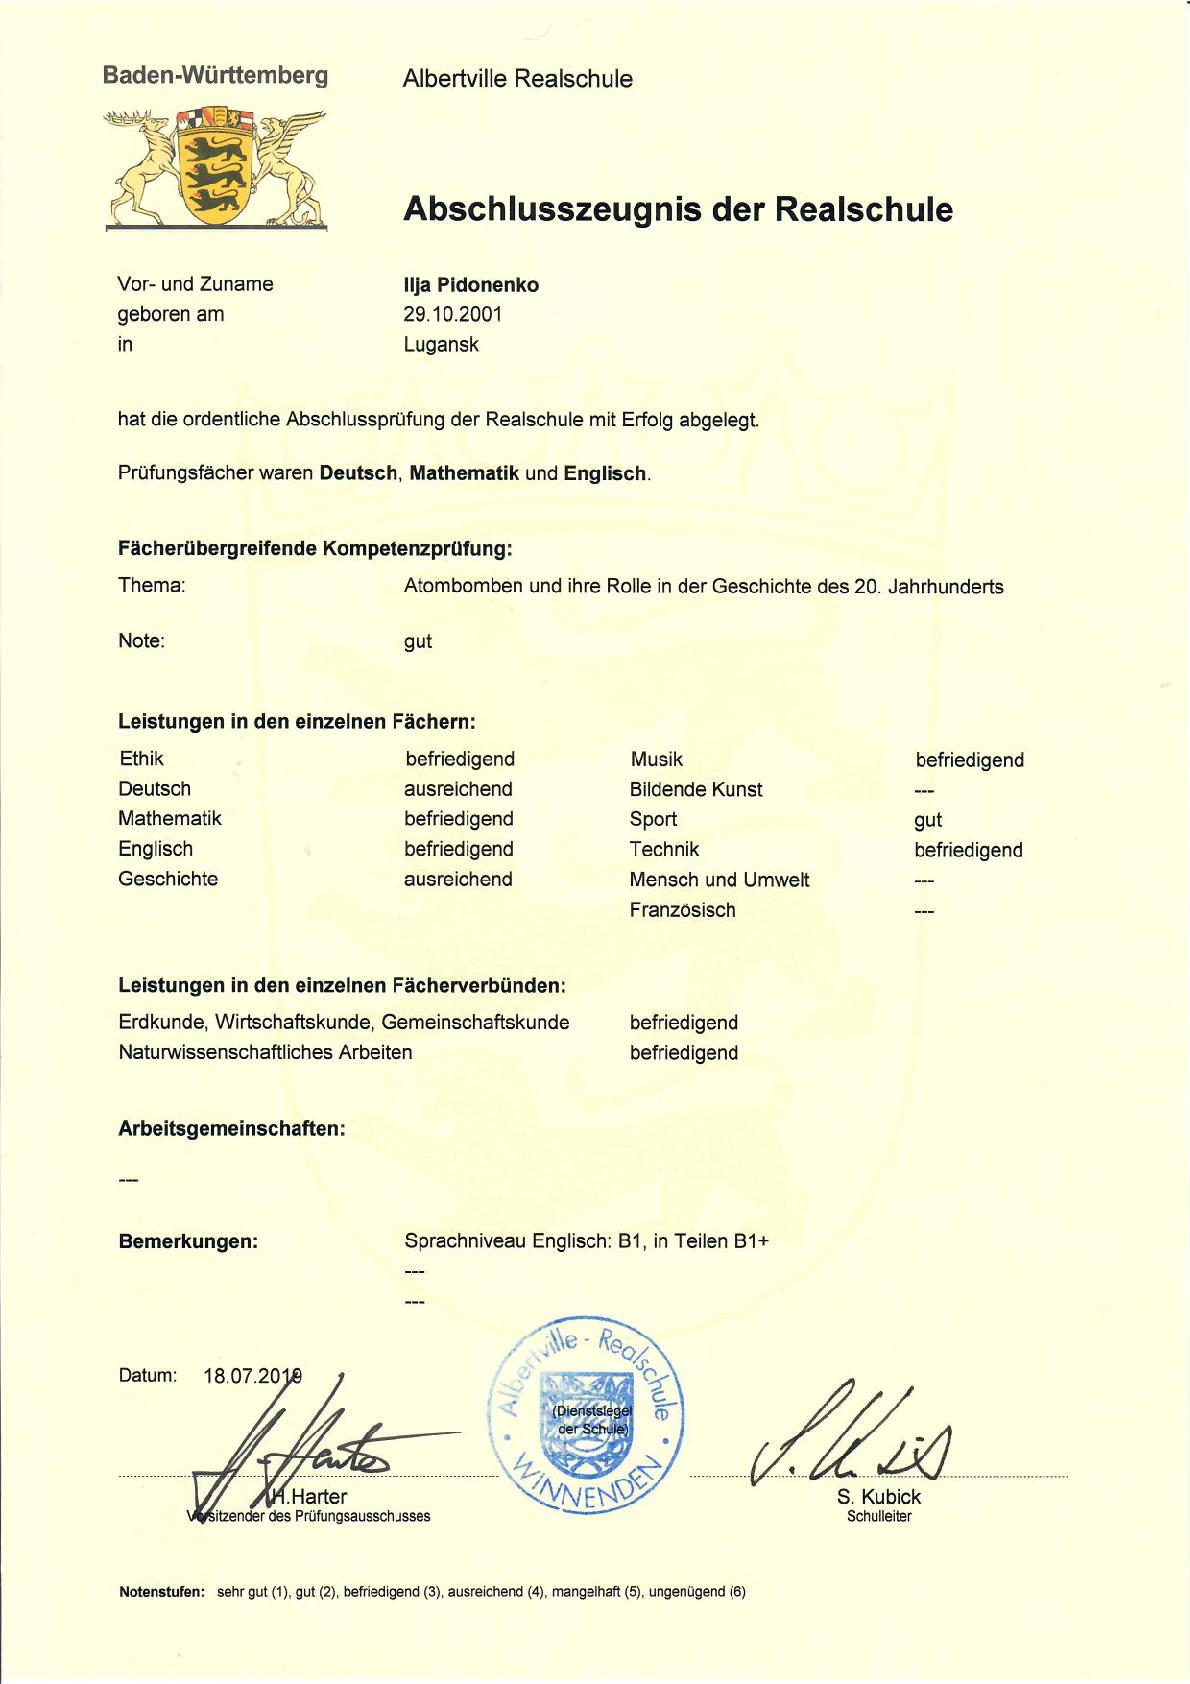 Baden-Württemberg
Albertville Realschule
Abschlusszeugnis der Realschule
Vor- und Zuname Ilja Pidonenko
geboren am 29.10.2001
in Lugansk
hat die ordentliche Abschlussprüfung der Realschule mit Erfolg abgelegt.
Prüfungsfächer waren Deutsch, Mathematik und Englisch.
Fächerübergreifende Kompetenzprüfung:
Thema: Atombomben und ihre Rolle in der Geschichte des 20. Jahrhunderts
Note: gut
Leistungen in den einzelnen Fächern:
Ethik befriedigend Musik befriedigend
Deutsch ausreichend Bildende Kunst ---
Mathematik befriedigend Sport gut
Englisch befriedigend Technik befriedigend
Geschichte ausreichend Mensch und Umwelt ---
Französisch ---
Leistungen in den einzelnen Fächerverbünden:
Erdkunde, Wirtschaftskunde, Gemeinschaftskunde befriedigend
Naturwissenschaftliches Arbeiten befriedigend
Arbeitsgemeinschaften:
---
Bemerkungen: Sprachniveau Englisch: B1, in Teilen B1+
---
---
Albertville - Realschule
Datum: 18.07.2019
(Dienstsiegel
der Schule)
WINNENDEN
H. Harter
H.Harter
Vorsitzender des Prüfungsausschusses
S. Kubick
Schulleiter
Notenstufen: sehr gut (1), gut (2), befriedigend (3), ausreichend (4), mangelhaft (5), ungenügend (6)